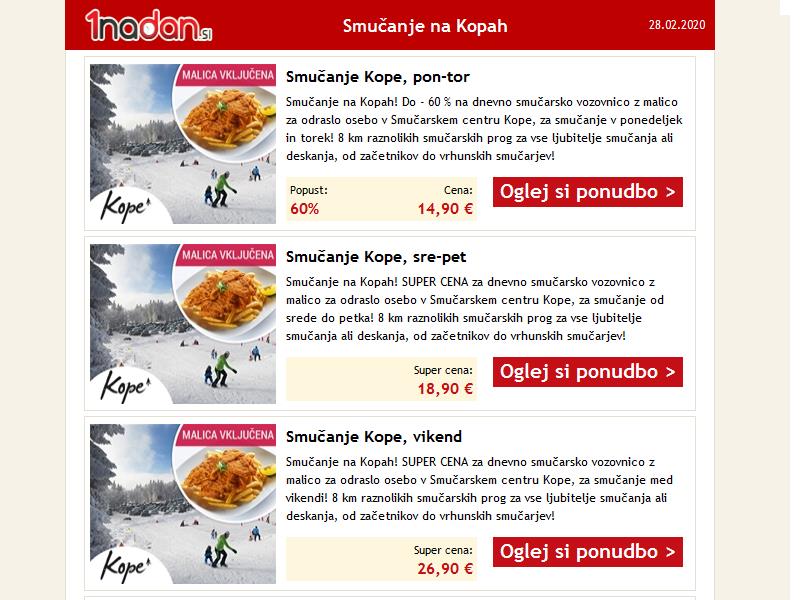 1nadan.si
Smučanje na Kopah
28.02.2020
MALICA VKLJUČENA
Kope
Smučanje Kope, pon-tor
Smučanje na Kopah! Do - 60 % na dnevno smučarsko vozovnico z malico
za odraslo osebo v Smučarskem centru Kope, za smučanje v ponedeljek
in torek! 8 km raznolikih smučarskih prog za vse ljubitelje smučanja ali
deskanja, od začetnikov do vrhunskih smučarjev!
Popust: Cena:
60% 14,90 €
Oglej si ponudbo >
MALICA VKLJUČENA
Kope
Smučanje Kope, sre-pet
Smučanje na Kopah! SUPER CENA za dnevno smučarsko vozovnico z
malico za odraslo osebo v Smučarskem centru Kope, za smučanje od
srede do petka! 8 km raznolikih smučarskih prog za vse ljubitelje
smučanja ali deskanja, od začetnikov do vrhunskih smučarjev!
Super cena:
18,90 €
Oglej si ponudbo >
MALICA VKLJUČENA
Kope
Smučanje Kope, vikend
Smučanje na Kopah! SUPER CENA za dnevno smučarsko vozovnico z
malico za odraslo osebo v Smučarskem centru Kope, za smučanje med
vikendi! 8 km raznolikih smučarskih prog za vse ljubitelje smučanja ali
deskanja, od začetnikov do vrhunskih smučarjev!
Super cena:
26,90 €
Oglej si ponudbo >